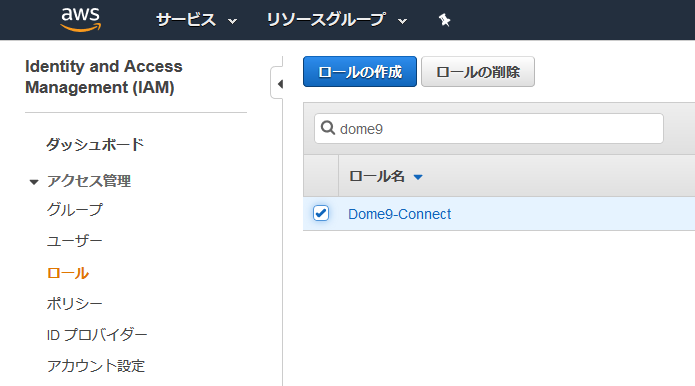 aws サービス リソースグループ
Identity and Access
Management (IAM)
ダッシュボード
アクセス管理
グループ
ユーザー
ロール
ポリシー
ID プロバイダー
アカウント設定
ロールの作成 ロールの削除
dome9
ロール名
Dome9-Connect